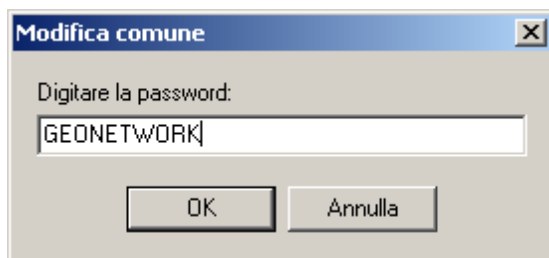 Modifica comune
Digitare la password:
GEONETWORK
OK
Annulla